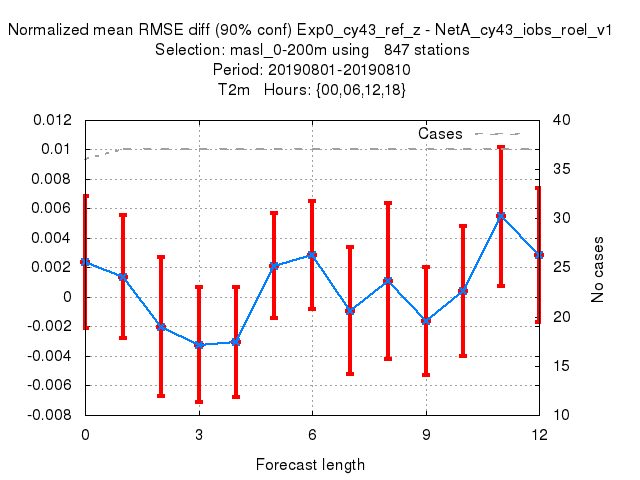 Normalized mean RMSE diff (90% conf) Exp0_cy43_ref_z - NetA_cy43_iobs_roel_v1
Selection: masl_0-200m using   847 stations
Period: 20190801-20190810
T2m   Hours: {00,06,12,18}
Cases
0.012
0.01
0.008
0.006
0.004
0.002
0
-0.002
-0.004
-0.006
-0.008
40
35
30
25
20
15
10
No cases
0 3 6 9 12
Forecast length